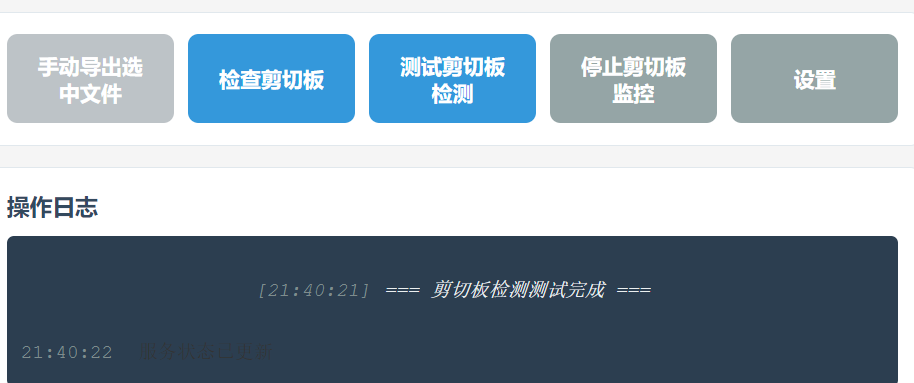 手动导出选
中文件
检查剪切板
测试剪切板
检测
停止剪切板
监控
设置
操作日志
[21:40:21] === 剪切板检测测试完成 ===
21:40:22 服务状态已更新